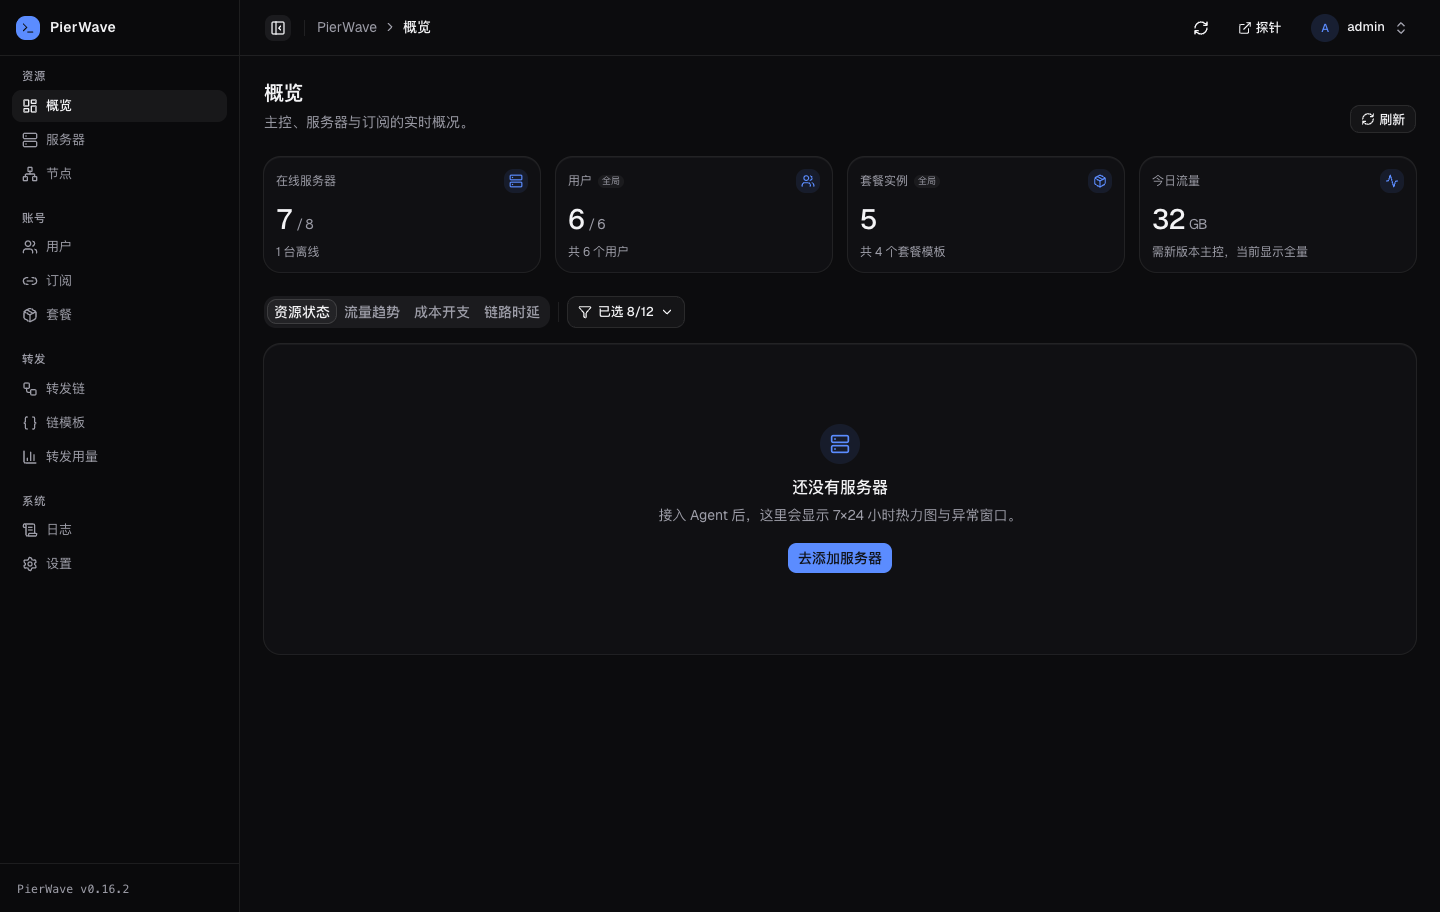 PierWave
PierWave
概览
探针
A
admin
资源
概览
服务器
节点
账号
用户
订阅
套餐
转发
转发链
链模板
转发用量
系统
日志
设置
PierWave v0.16.2
概览
主控、服务器与订阅的实时概况。
刷新
在线服务器
7 / 8
1 台离线
用户 全局
6 / 6
共 6 个用户
套餐实例 全局
5
共 4 个套餐模板
今日流量
32 GB
需新版本主控，当前显示全量
资源状态 流量趋势 成本开支 链路时延 已选 8/12
还没有服务器
接入 Agent 后，这里会显示 7×24 小时热力图与异常窗口。
去添加服务器